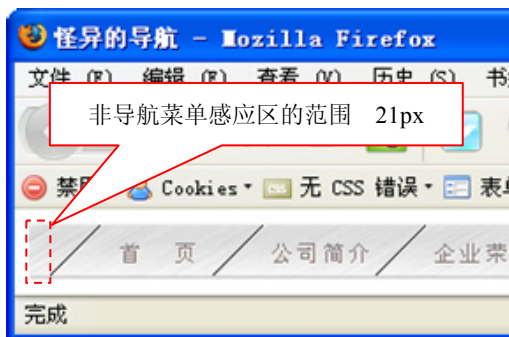 怪异的导航 - Mozilla Firefox
文件 (F) 编辑 (E) 查看 (V) 历史 (S) 书
非导航菜单感应区的范围 21px
禁用 Cookies 无 CSS 错误 表单
首 页 公司简介 企业荣
完成